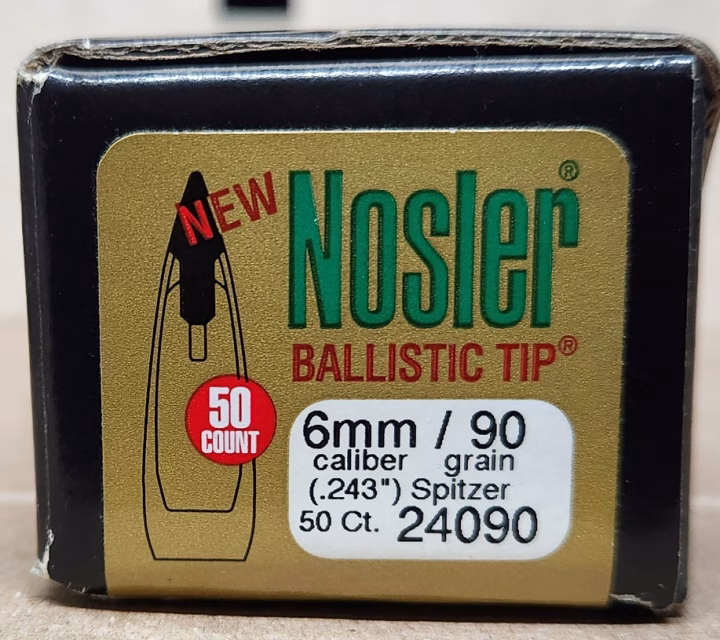 NEW
Nosler®
BALLISTIC TIP®
50
COUNT
6mm / 90
caliber grain
(.243") Spitzer
50 Ct. 24090